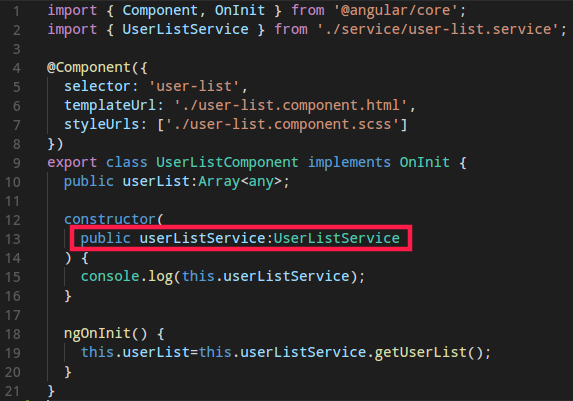 1 import { Component, OnInit } from '@angular/core';
2 import { UserListService } from './service/user-list.service';
3
4 @Component({
5   selector: 'user-list',
6   templateUrl: './user-list.component.html',
7   styleUrls: ['./user-list.component.scss']
8 })
9 export class UserListComponent implements OnInit {
10   public userList:Array<any>;
11
12   constructor(
13     public userListService:UserListService
14   ) {
15     console.log(this.userListService);
16   }
17
18   ngOnInit() {
19     this.userList=this.userListService.getUserList();
20   }
21 }